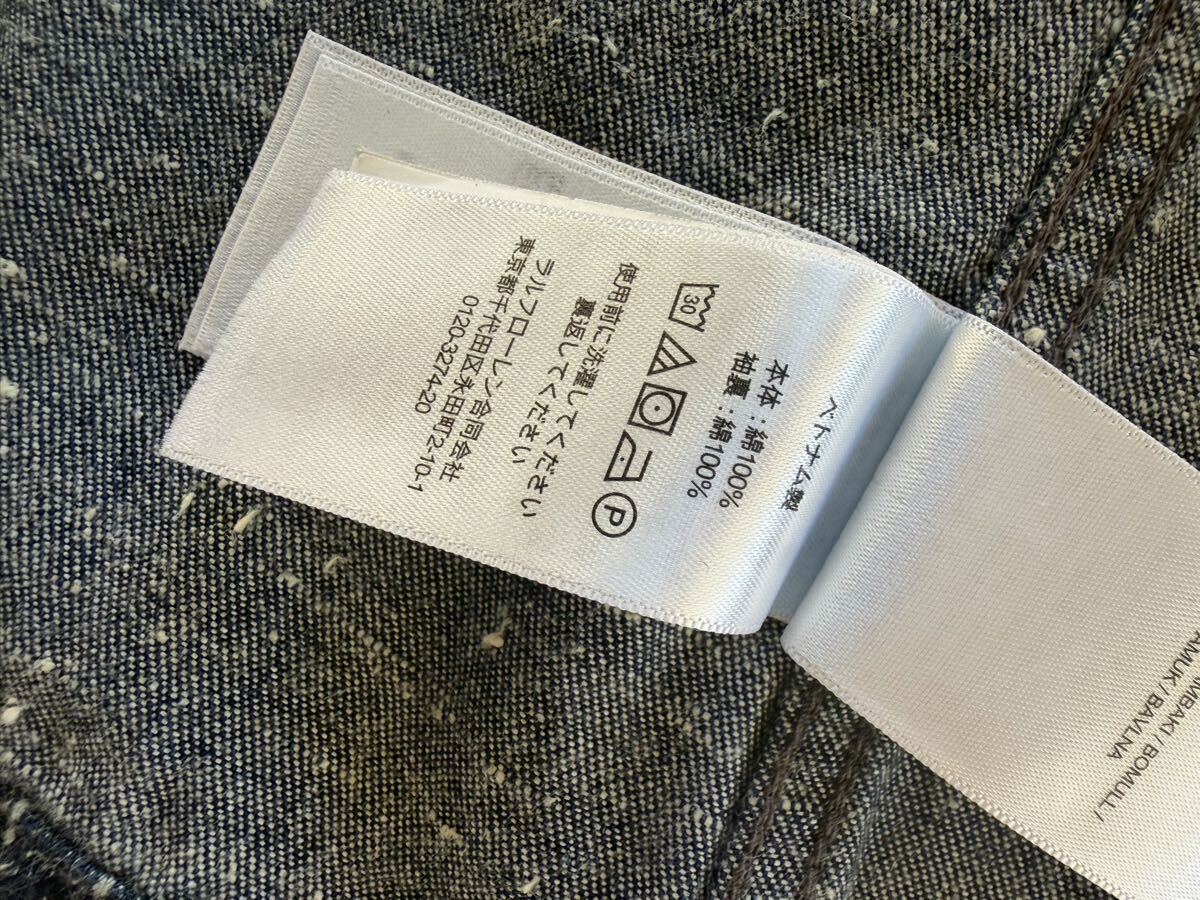 ベトナム製
本体：綿100%
袖裏：綿100%
30
P
使用前に洗濯してください
裏返してください
ラルフローレン合同会社
東京都千代田区永田町2-10-1
0120-3274-20
BOMULL /
BAVLNA